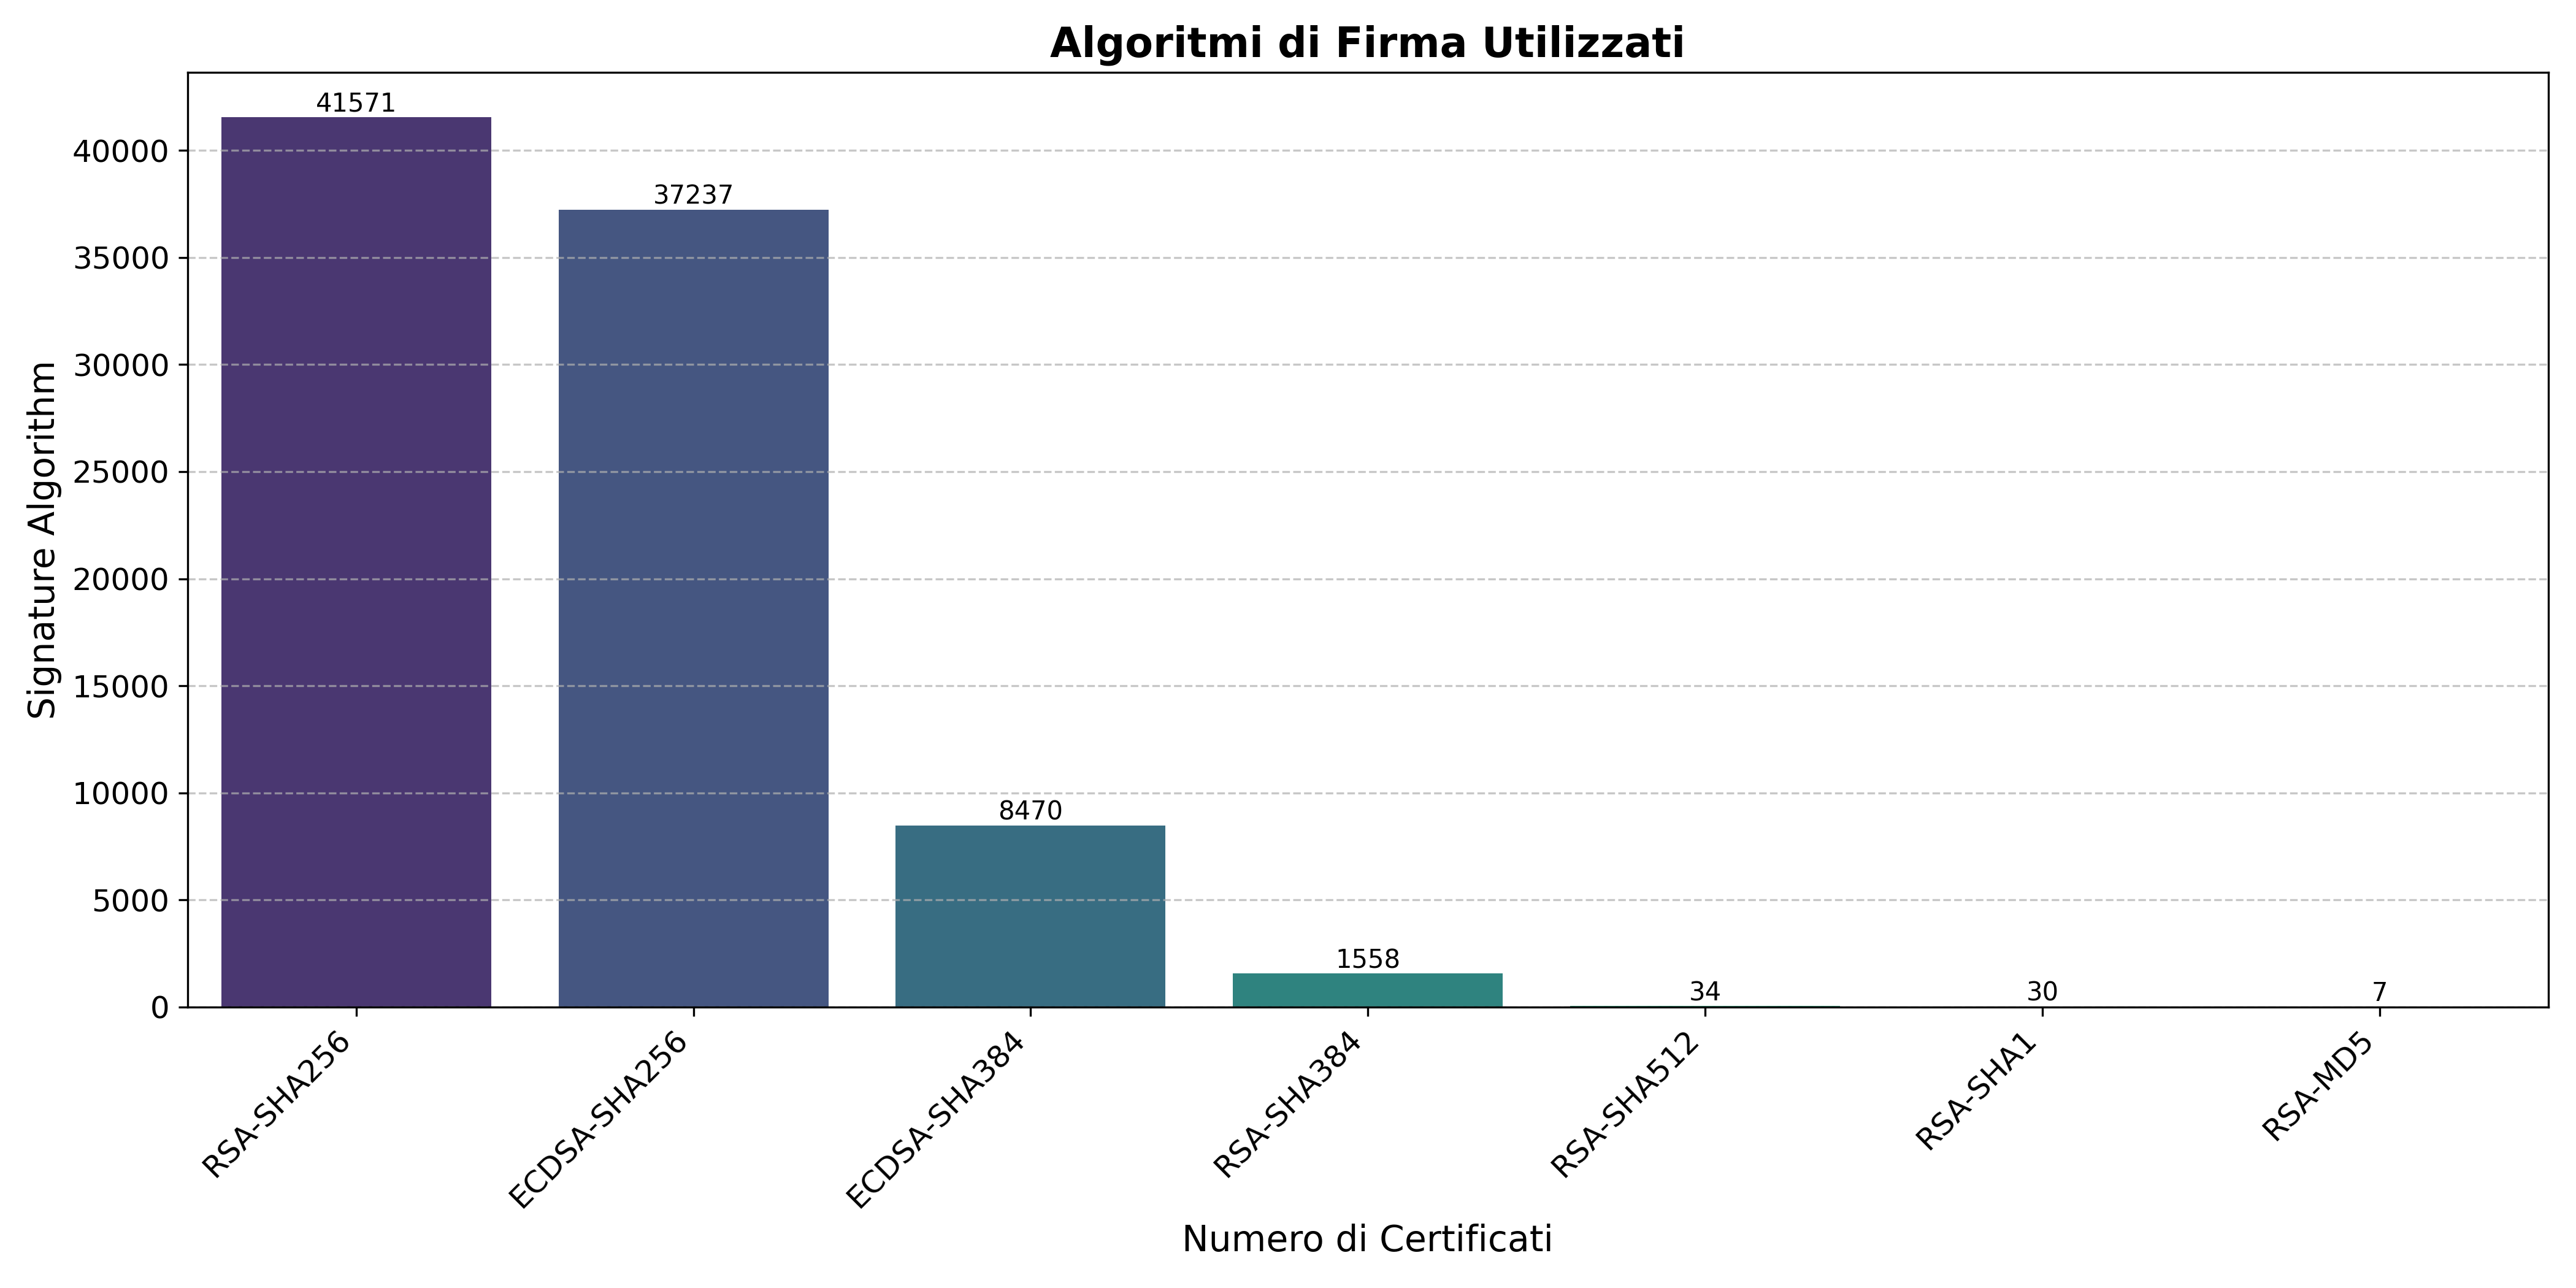 Algoritmi di Firma Utilizzati
Signature Algorithm
40000
35000
30000
25000
20000
15000
10000
5000
0
41571
37237
8470
1558
34
30
7
RSA-SHA256
ECDSA-SHA256
ECDSA-SHA384
RSA-SHA384
RSA-SHA512
RSA-SHA1
RSA-MD5
Numero di Certificati